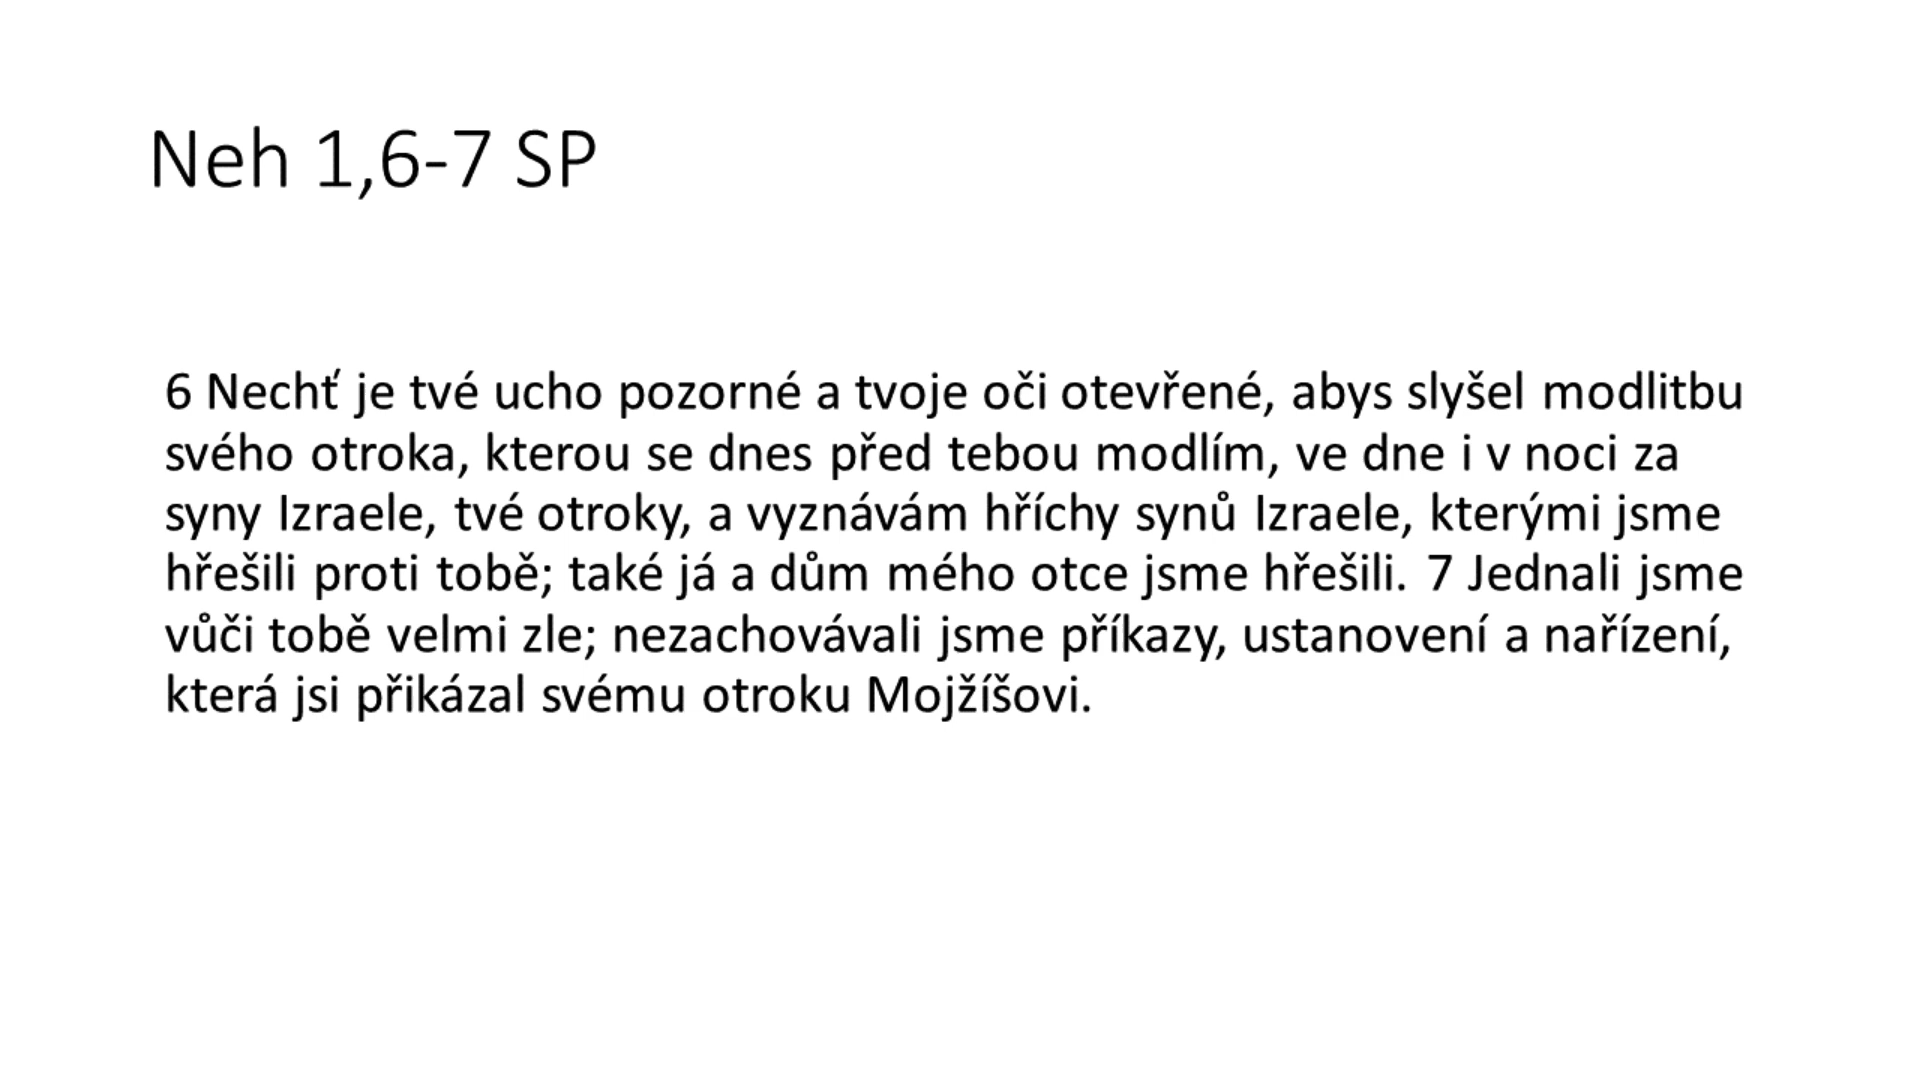 Neh 1,6-7 SP
6 Nechť je tvé ucho pozorné a tvoje oči otevřené, abys slyšel modlitbu
svého otroka, kterou se dnes před tebou modlím, ve dne i v noci za
syny Izraele, tvé otroky, a vyznávám hříchy synů Izraele, kterými jsme
hřešili proti tobě; také já a dům mého otce jsme hřešili. 7 Jednali jsme
vůči tobě velmi zle; nezachovávali jsme příkazy, ustanovení a nařízení,
která jsi přikázal svému otroku Mojžíšovi.